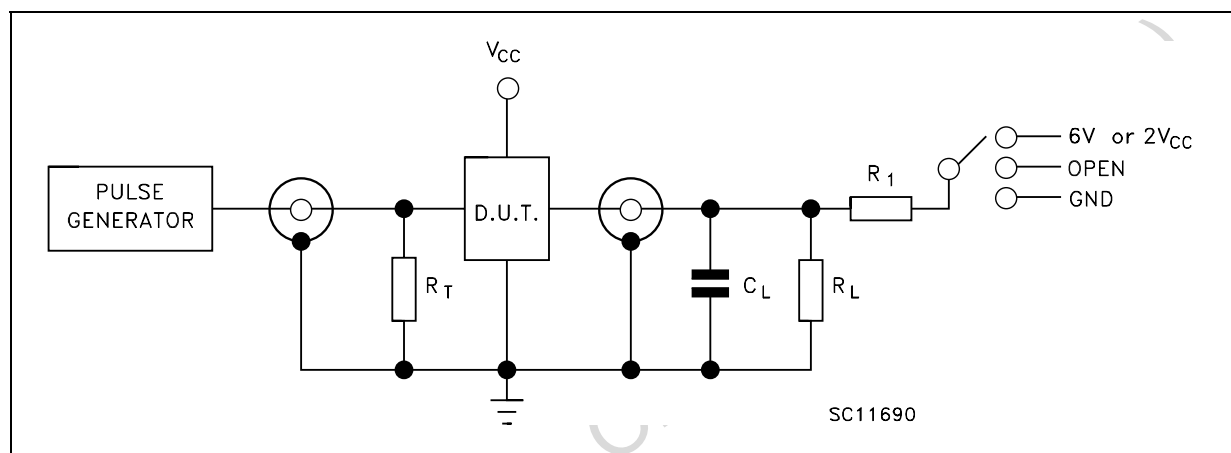 VCC
6V or 2VCC
OPEN
GND
R1
PULSE
GENERATOR
D.U.T.
RT
CL
RL
SC11690